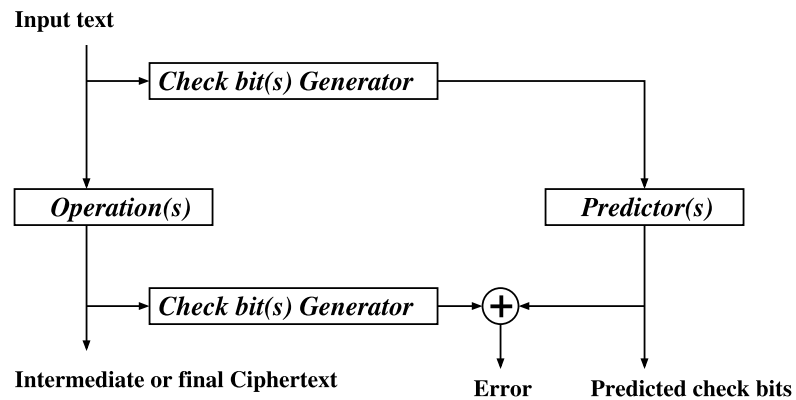 Input text
Check bit(s) Generator
Operation(s)
Predictor(s)
Check bit(s) Generator
+
Intermediate or final Ciphertext
Error
Predicted check bits